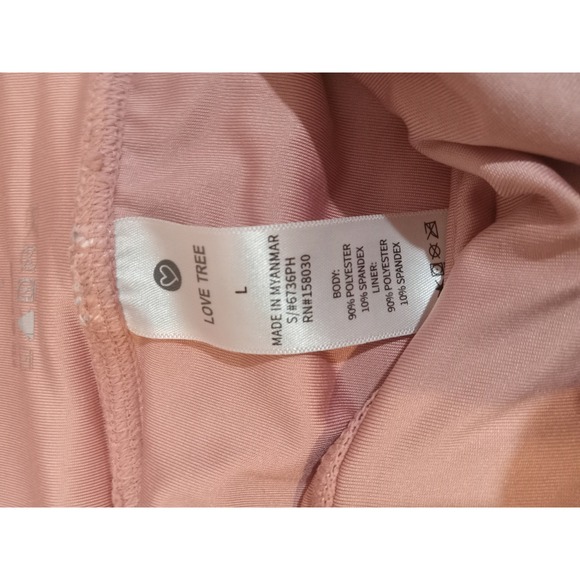 LOVE TREE
L
MADE IN MYANMAR
S/#6736PH
RN#158030
BODY:
90% POLYESTER
10% SPANDEX
LINER:
90% POLYESTER
10% SPANDEX